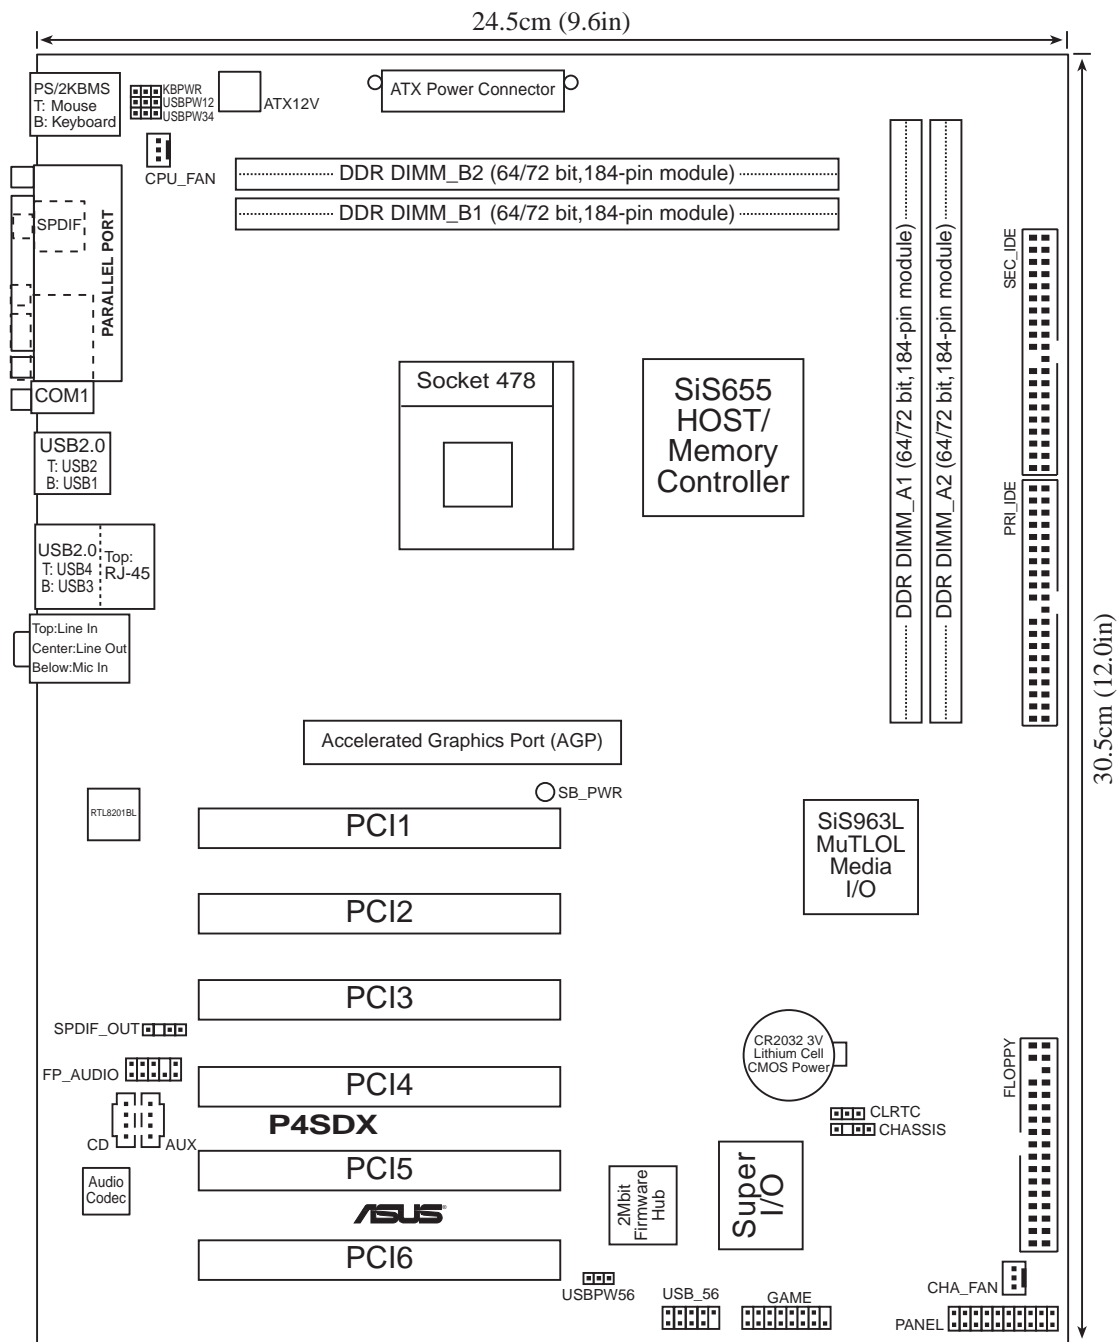 24.5cm (9.6in)
PS/2KBMS
T: Mouse
B: Keyboard
KBPWR
USBPW12
USBPW34
ATX12V
ATX Power Connector
CPU_FAN
DDR DIMM_B2 (64/72 bit,184-pin module)
DDR DIMM_B1 (64/72 bit,184-pin module)
SPDIF
PARALLEL PORT
COM1
USB2.0
T: USB2
B: USB1
USB2.0
T: USB4
B: USB3
Top:
RJ-45
Top:Line In
Center:Line Out
Below:Mic In
Socket 478
SiS655
HOST/
Memory
Controller
DDR DIMM_A1 (64/72 bit,184-pin module)
DDR DIMM_A2 (64/72 bit,184-pin module)
SEC_IDE
PRI_IDE
30.5cm (12.0in)
Accelerated Graphics Port (AGP)
SB_PWR
RTL8201BL
PCI1
PCI2
PCI3
SiS963L
MuTLOL
Media
I/O
SPDIF_OUT
FP_AUDIO
CD
AUX
Audio
Codec
PCI4
P4SDX
PCI5
ASUS
PCI6
CR2032 3V
Lithium Cell
CMOS Power
CLRTC
CHASSIS
FLOPPY
2Mbit
Firmware
Hub
Super
I/O
USBPW56
USB_56
GAME
CHA_FAN
PANEL